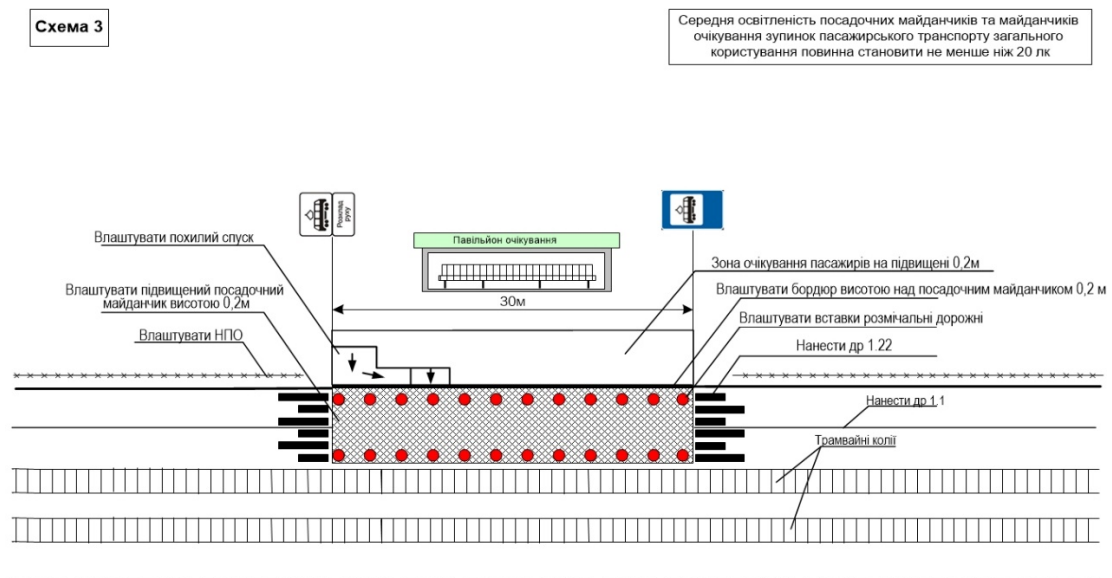 Схема 3
Середня освітленість посадочних майданчиків та майданчиків
очікування зупинок пасажирського транспорту загального
користування повинна становити не менше ніж 20 лк
Розклад
руху
Влаштувати похилий спуск
Павільйон очікування
Зона очікування пасажирів на підвищені 0,2м
Влаштувати підвищений посадочний
майданчик висотою 0,2м
30м
Влаштувати бордюр висотою над посадочним майданчиком 0,2 м
Влаштувати вставки розмічальні дорожні
Влаштувати НПО
Нанести др 1.22
Нанести др 1.1
Трамвайні колії